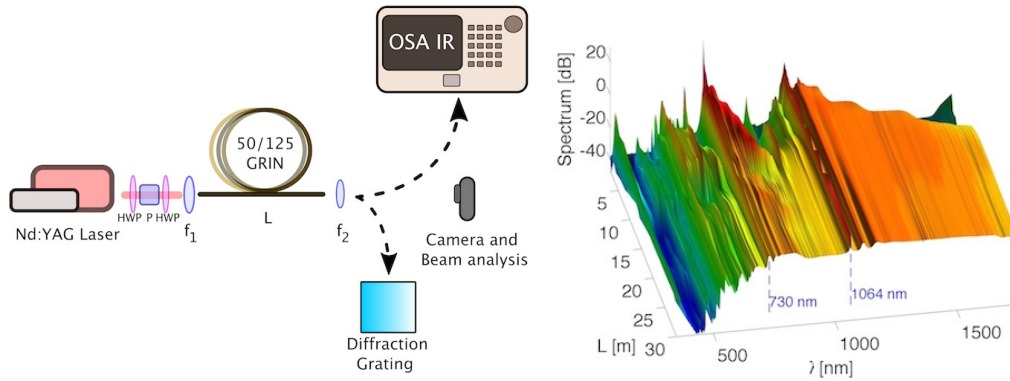 OSA IR
50/125
GRIN
HWP P HWP
Nd:YAG Laser
f1
L
f2
Camera and
Beam analysis
Diffraction
Grating
Spectrum [dB]
20
0
-20
-40
5
10
15
20
25
30
L [m]
730 nm
1064 nm
500
1000
1500
λ [nm]